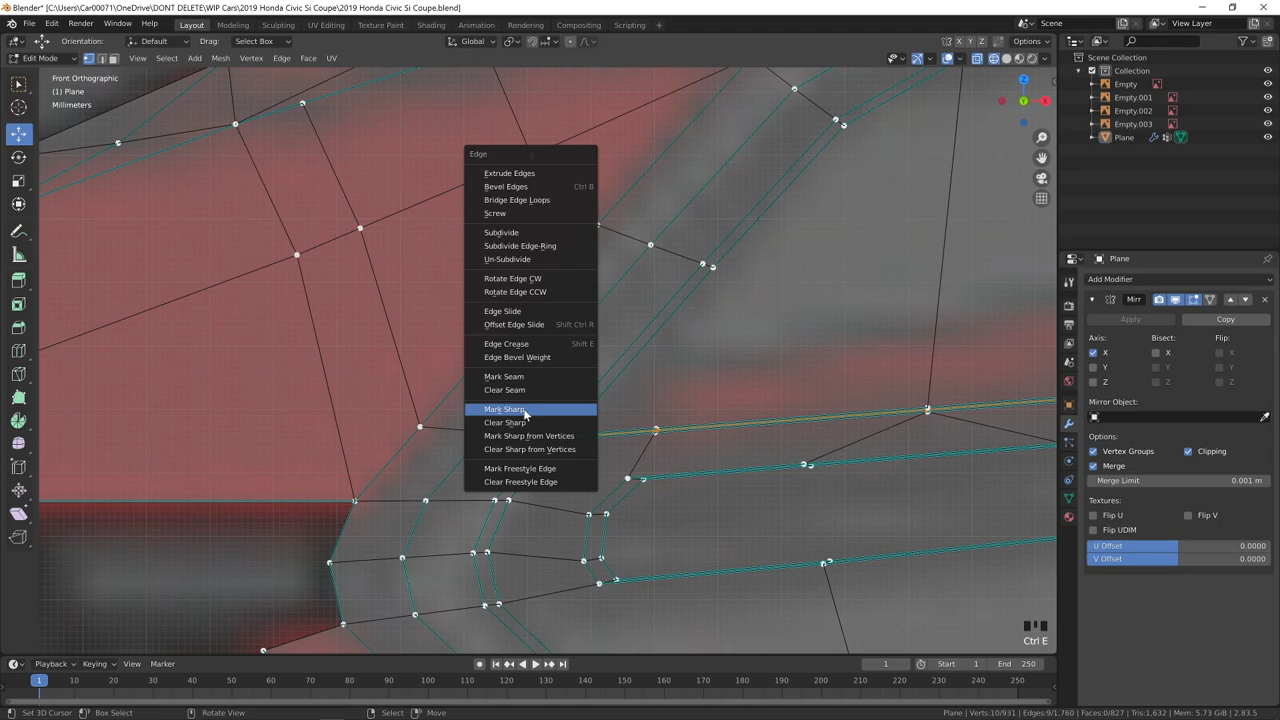 Blender* [C:\Users\Car00071\OneDrive\DONT DELETE\WIP Cars\2019 Honda Civic Si Coupe\2019 Honda Civic Si Coupe.blend]
File Edit Render Window Help Layout Modeling Sculpting UV Editing Texture Paint Shading Animation Rendering Compositing Scripting Scene View Layer
Orientation: Default Drag: Select Box Global X Y Z Options
Edit Mode View Select Add Mesh Vertex Edge Face UV
Front Orthographic
(1) Plane
Millimeters
Z
X
Y
Edge
Extrude Edges
Bevel Edges Ctrl B
Bridge Edge Loops
Screw
Subdivide
Subdivide Edge-Ring
Un-Subdivide
Rotate Edge CW
Rotate Edge CCW
Edge Slide
Offset Edge Slide Shift Ctrl R
Edge Crease Shift E
Edge Bevel Weight
Mark Seam
Clear Seam
Mark Sharp
Clear Sharp
Mark Sharp from Vertices
Clear Sharp from Vertices
Mark Freestyle Edge
Clear Freestyle Edge
Ctrl E
Scene Collection
Collection
Empty
Empty.001
Empty.002
Empty.003
Plane
Plane
Add Modifier
Mirr
Apply Copy
Axis: Bisect: Flip:
X X X
Y Y Y
Z Z Z
Mirror Object:
Options:
Vertex Groups Clipping
Merge
Merge Limit 0.001 m
Textures:
Flip U Flip V
Flip UDIM
U Offset 0.0000
V Offset 0.0000
Playback Keying View Marker 1 Start 1 End 250
1 10 20 30 40 50 60 70 80 90 100 110 120 130 140 150 160 170 180 190 200 210 220 230 240 250
Set 3D Cursor Box Select Rotate View Select Move Plane | Verts:10/931 | Edges:9/1,760 | Faces:0/827 | Tris:1,632 | Mem: 5.73 GiB | 2.83.5